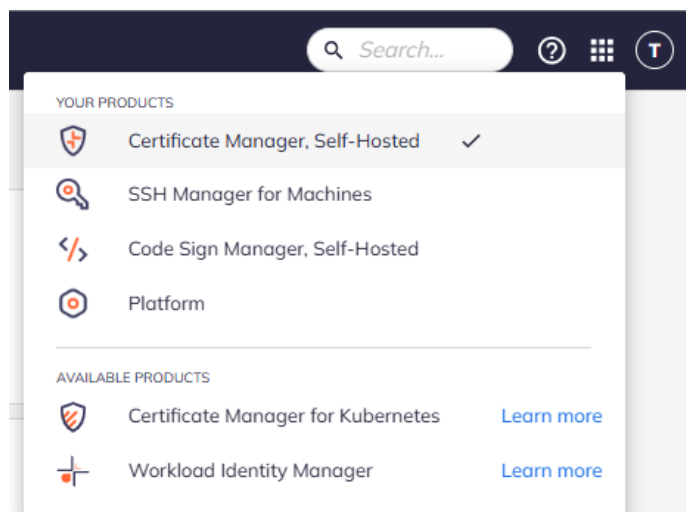 Search...
T
YOUR PRODUCTS
Certificate Manager, Self-Hosted
SSH Manager for Machines
Code Sign Manager, Self-Hosted
Platform
AVAILABLE PRODUCTS
Certificate Manager for Kubernetes Learn more
Workload Identity Manager Learn more